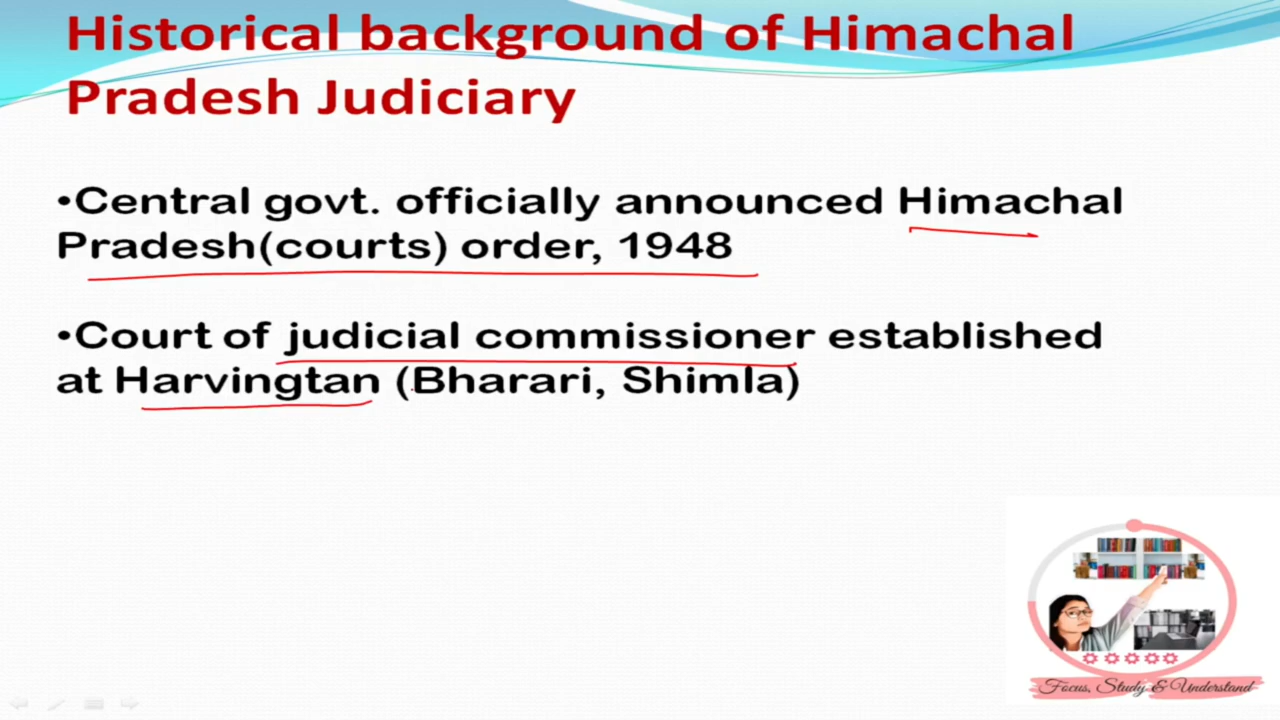 Historical background of Himachal
Pradesh Judiciary
•Central govt. officially announced Himachal
Pradesh(courts) order, 1948
•Court of judicial commissioner established
at Harvingtan (Bharari, Shimla)
Focus, Study & Understand